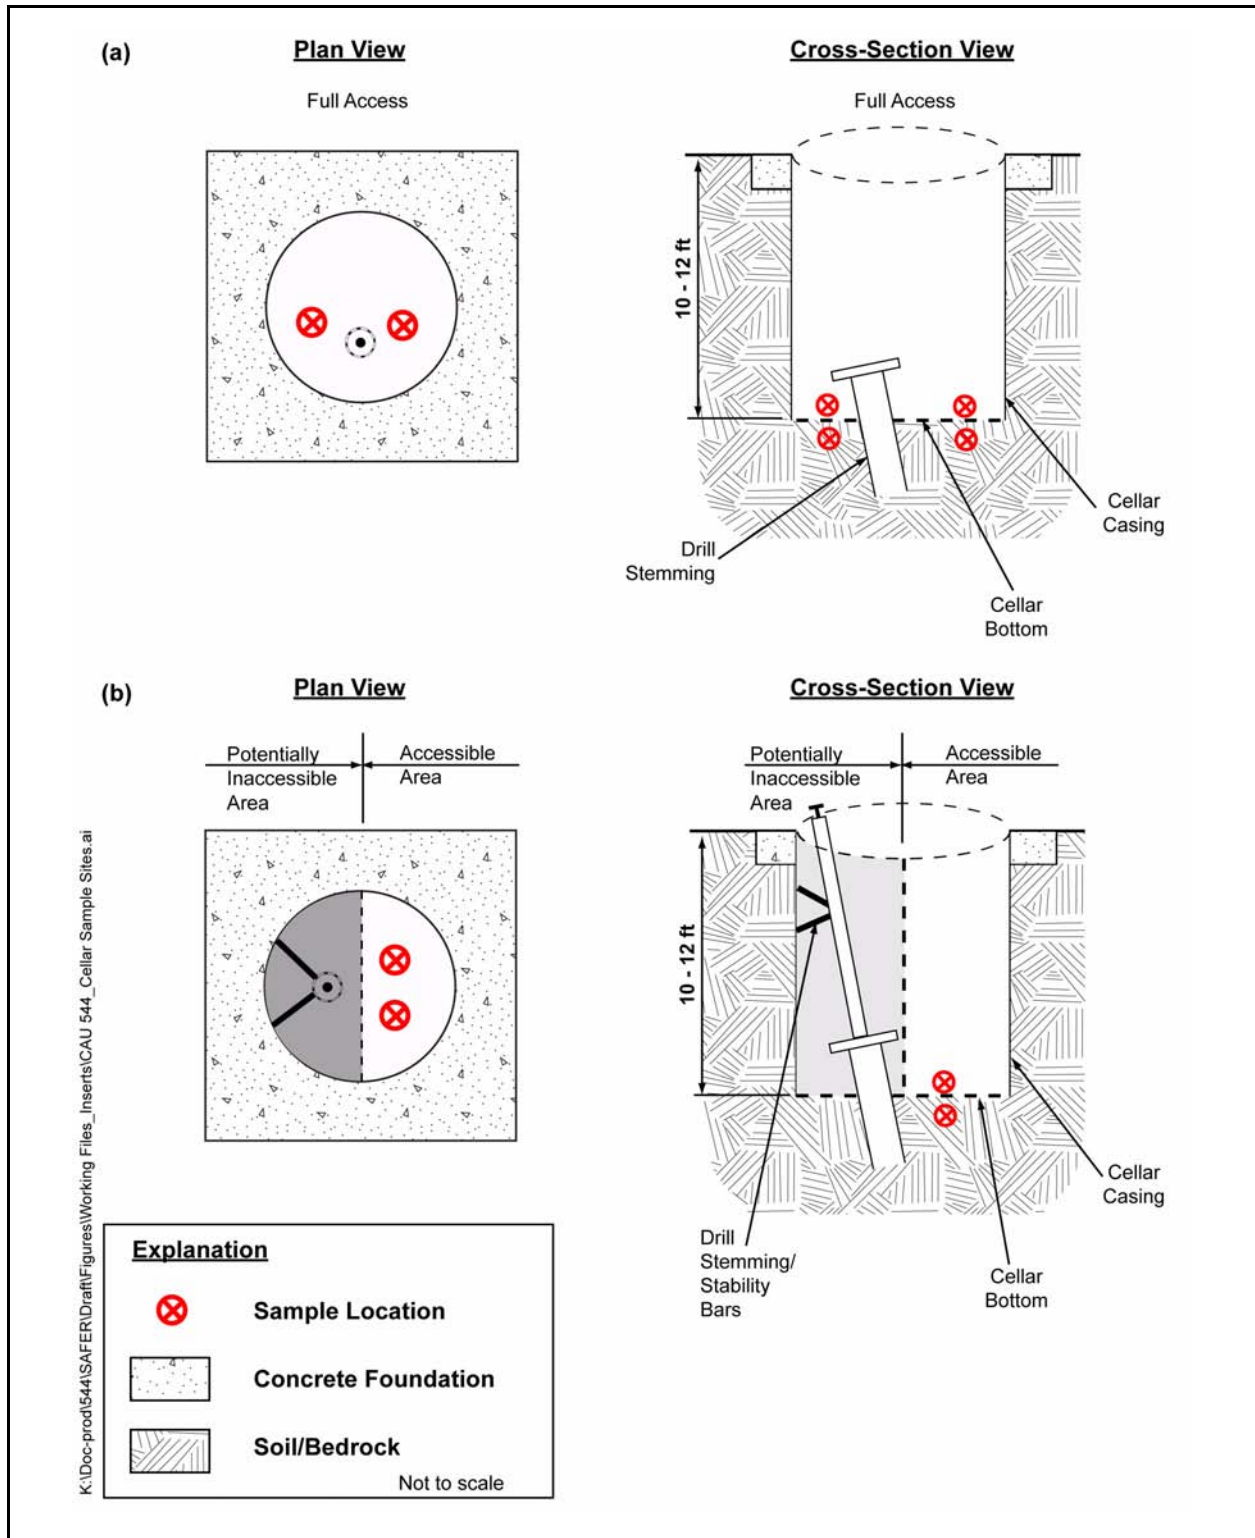 (a)
Plan View
Full Access
Cross-Section View
Full Access
10 - 12 ft
Drill
Stemming
Cellar
Bottom
Cellar
Casing
(b)
Plan View
Potentially
Inaccessible
Area
Accessible
Area
Cross-Section View
Potentially
Inaccessible
Area
Accessible
Area
10 - 12 ft
Drill
Stemming/
Stability
Bars
Cellar
Bottom
Cellar
Casing
Explanation
Sample Location
Concrete Foundation
Soil/Bedrock
Not to scale
K:\Doc-prod\544\SAFER\Draft\Figures\Working Files_Inserts\CAU 544_Cellar Sample Sites.ai